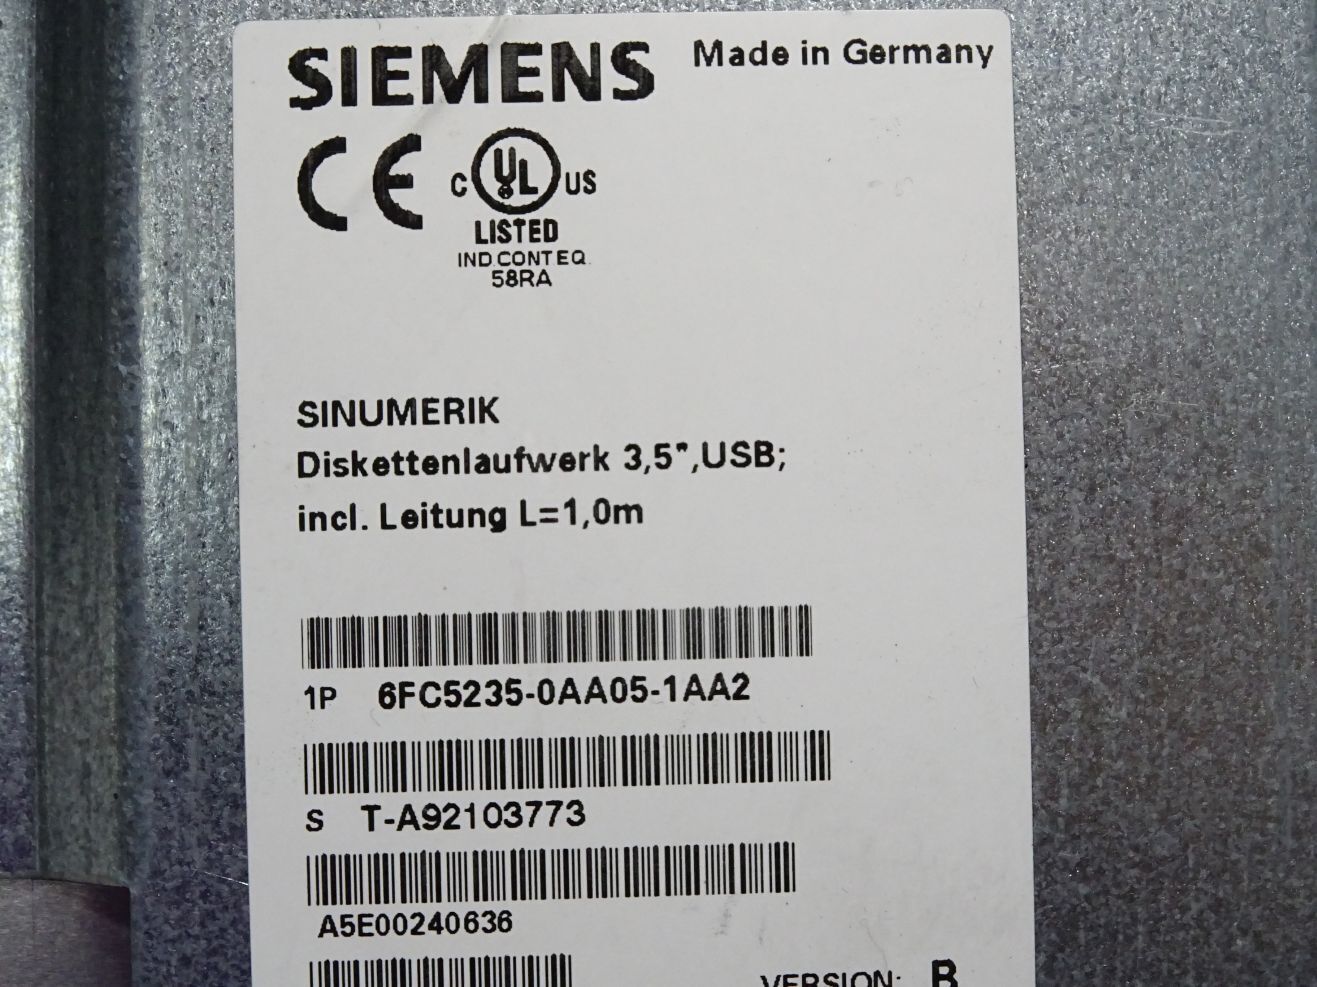 SIEMENS Made in Germany
CE C UL US
LISTED
IND.CONT.EQ.
58RA
SINUMERIK
Diskettenlaufwerk 3,5",USB;
incl. Leitung L=1,0m
1P 6FC5235-0AA05-1AA2
S T-A92103773
A5E00240636
VERSION: B